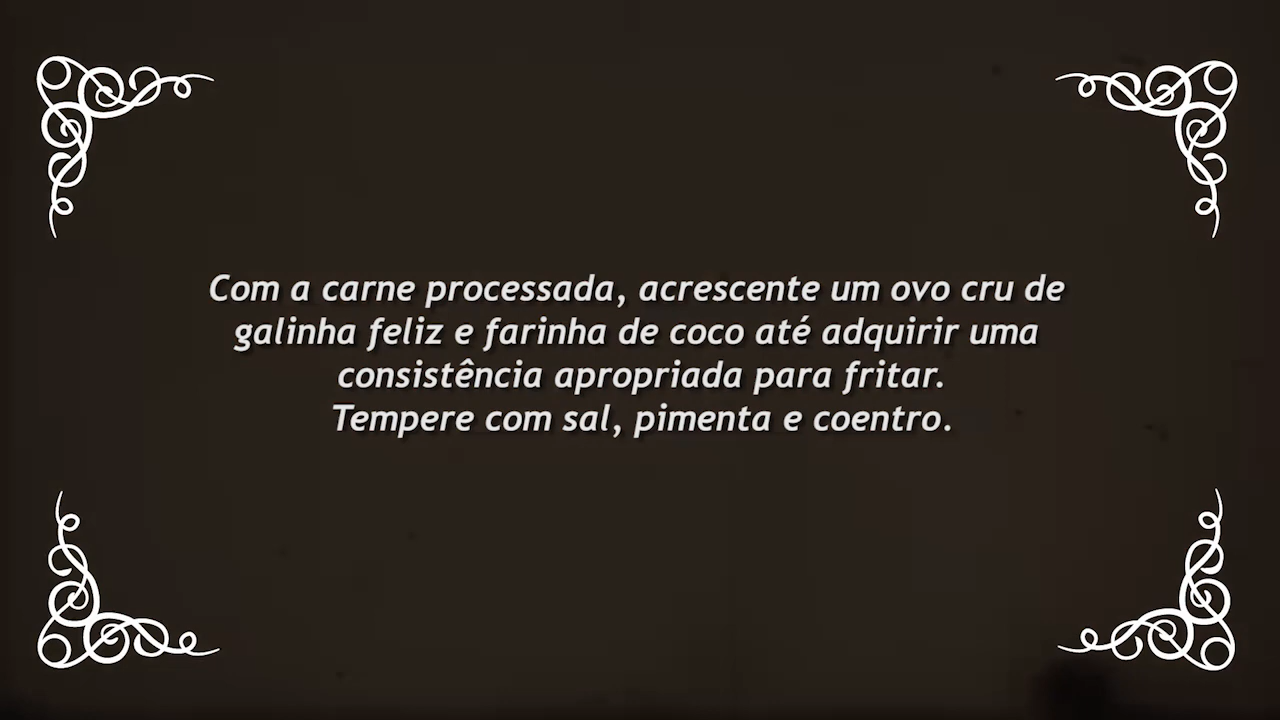 Com a carne processada, acrescente um ovo cru de
galinha feliz e farinha de coco até adquirir uma
consistência apropriada para fritar.
Tempere com sal, pimenta e coentro.